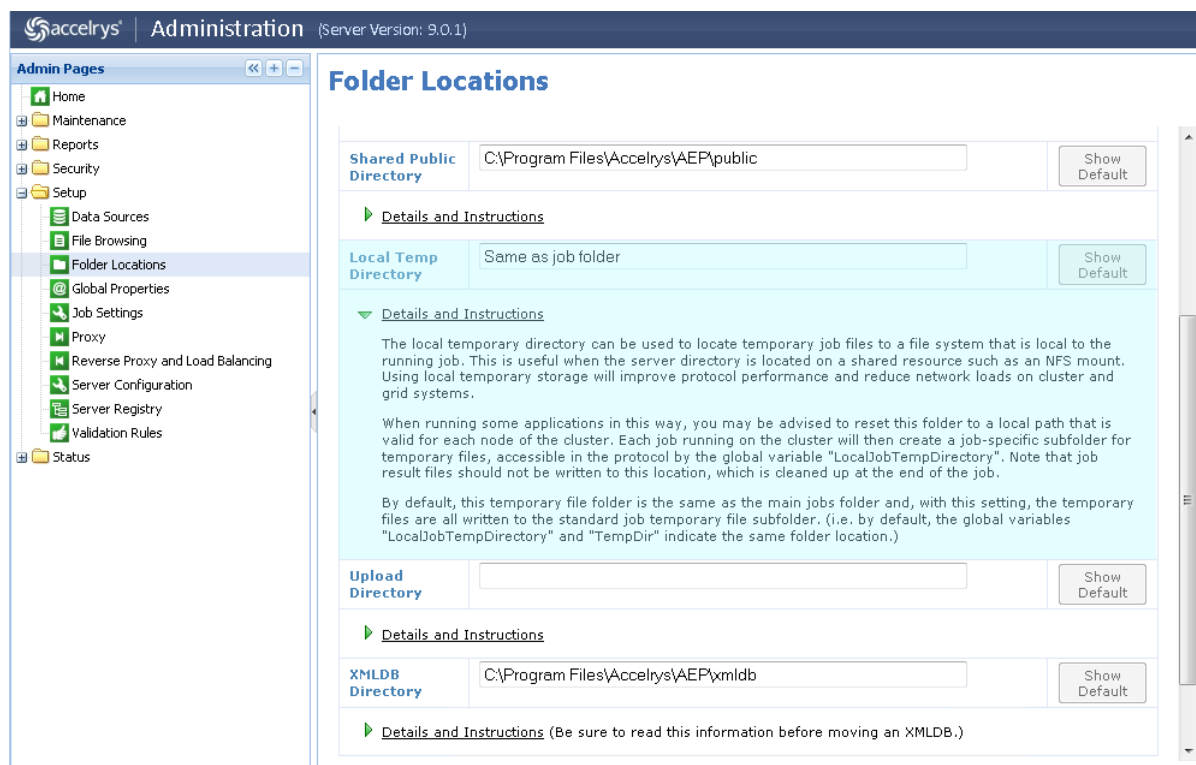 accelrys® Administration (Server Version: 9.0.1)
Admin Pages
Home
Maintenance
Reports
Security
Setup
Data Sources
File Browsing
Folder Locations
Global Properties
Job Settings
Proxy
Reverse Proxy and Load Balancing
Server Configuration
Server Registry
Validation Rules
Status
Folder Locations
Shared Public
Directory
C:\Program Files\Accelrys\AEP\public
Show
Default
Details and Instructions
Local Temp
Directory
Same as job folder
Show
Default
Details and Instructions
The local temporary directory can be used to locate temporary job files to a file system that is local to the
running job. This is useful when the server directory is located on a shared resource such as an NFS mount.
Using local temporary storage will improve protocol performance and reduce network loads on cluster and
grid systems.
When running some applications in this way, you may be advised to reset this folder to a local path that is
valid for each node of the cluster. Each job running on the cluster will then create a job-specific subfolder for
temporary files, accessible in the protocol by the global variable "LocalJobTempDirectory". Note that job
result files should not be written to this location, which is cleaned up at the end of the job.
By default, this temporary file folder is the same as the main jobs folder and, with this setting, the temporary
files are all written to the standard job temporary file subfolder. (i.e. by default, the global variables
"LocalJobTempDirectory" and "TempDir" indicate the same folder location.)
Upload
Directory
Show
Default
Details and Instructions
XMLDB
Directory
C:\Program Files\Accelrys\AEP\xmldb
Show
Default
Details and Instructions (Be sure to read this information before moving an XMLDB.)